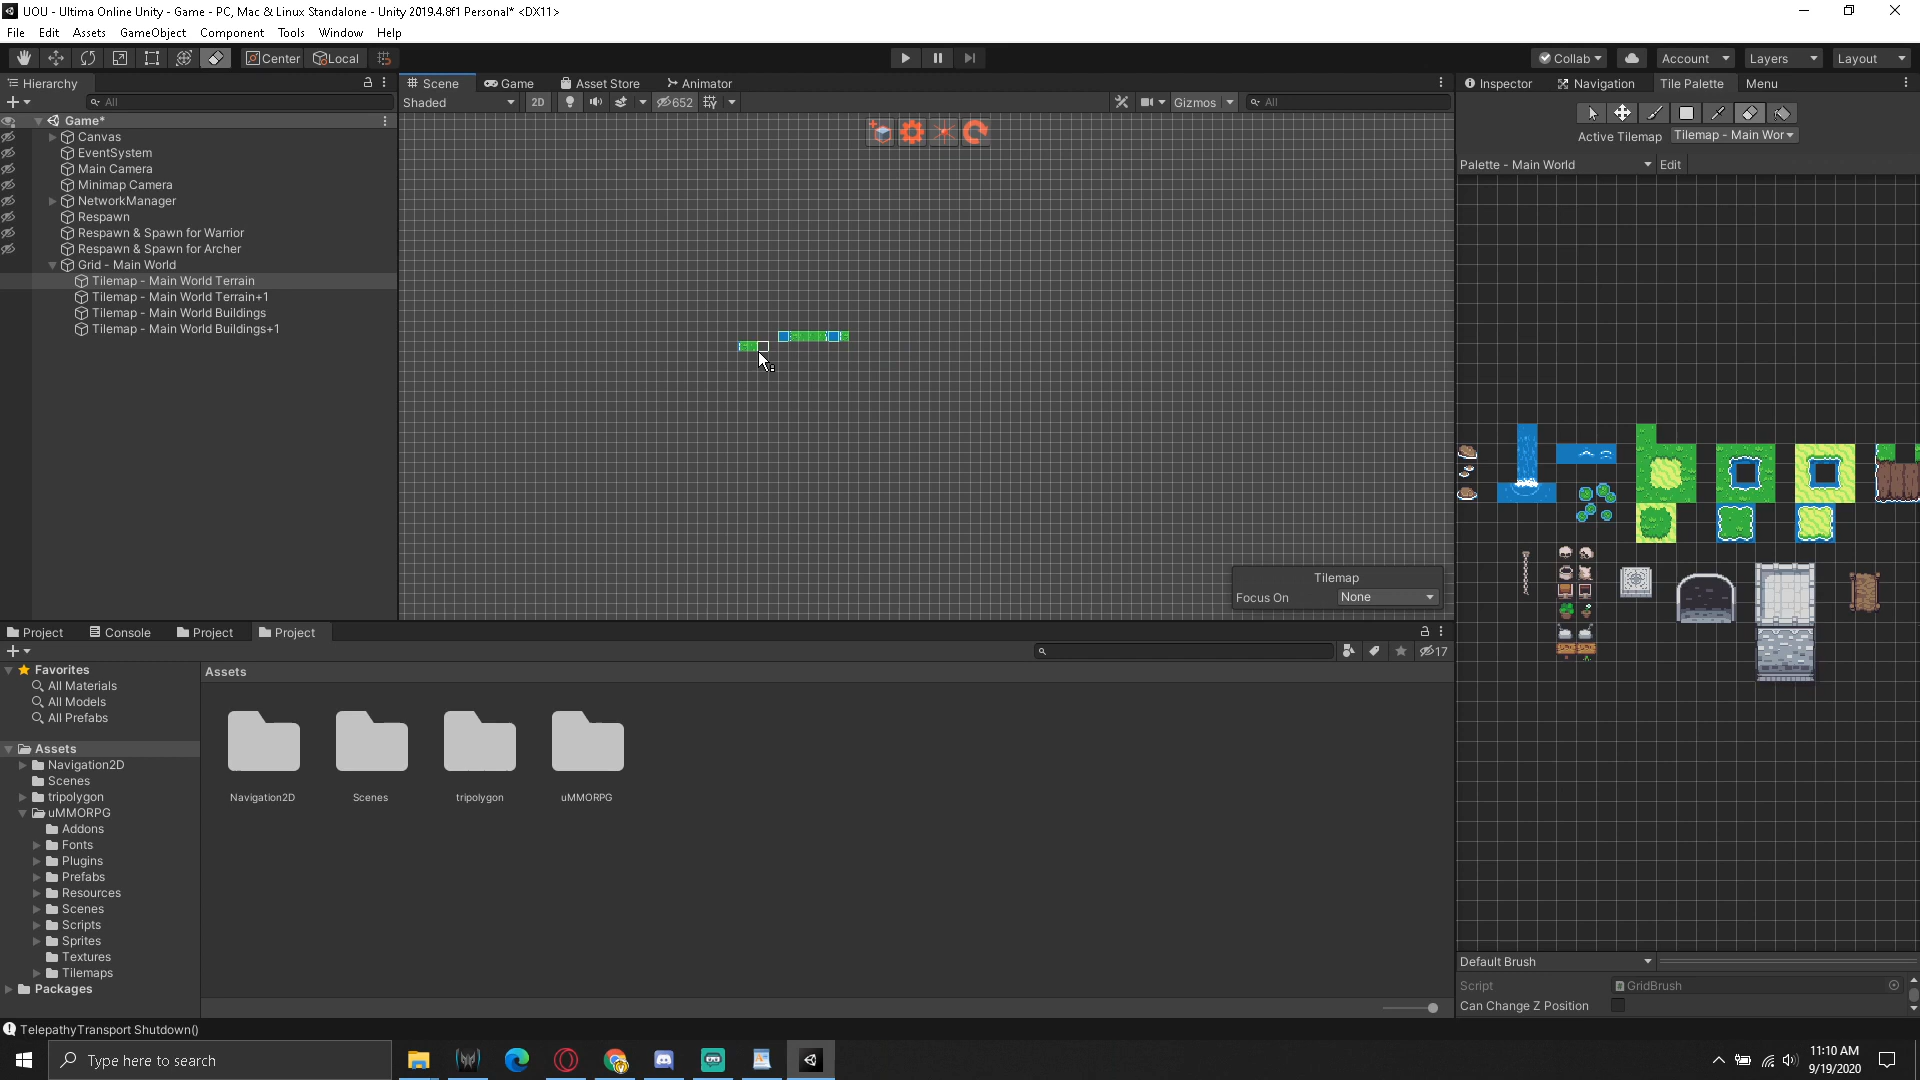 UOU - Ultima Online Unity - Game - PC, Mac & Linux Standalone - Unity 2019.4.8f1 Personal* <DX11>
File Edit Assets GameObject Component Tools Window Help
Center Local Collab Account Layers Layout
Hierarchy Scene Game Asset Store Animator Inspector Navigation Tile Palette Menu
All Shaded 2D 652 Gizmos All
Game*
Canvas
EventSystem
Main Camera
Minimap Camera
NetworkManager
Respawn
Respawn & Spawn for Warrior
Respawn & Spawn for Archer
Grid - Main World
Tilemap - Main World Terrain
Tilemap - Main World Terrain+1
Tilemap - Main World Buildings
Tilemap - Main World Buildings+1
Active Tilemap Tilemap - Main Wor
Palette - Main World Edit
Tilemap
Focus On None
Project Console Project Project
17
Favorites
All Materials
All Models
All Prefabs
Assets
Navigation2D
Scenes
tripolygon
uMMORPG
Addons
Fonts
Plugins
Prefabs
Resources
Scenes
Scripts
Sprites
Textures
Tilemaps
Packages
Assets
Navigation2D Scenes tripolygon uMMORPG
Default Brush
Script GridBrush
Can Change Z Position
TelepathyTransport Shutdown()
Type here to search
11:10 AM
9/19/2020